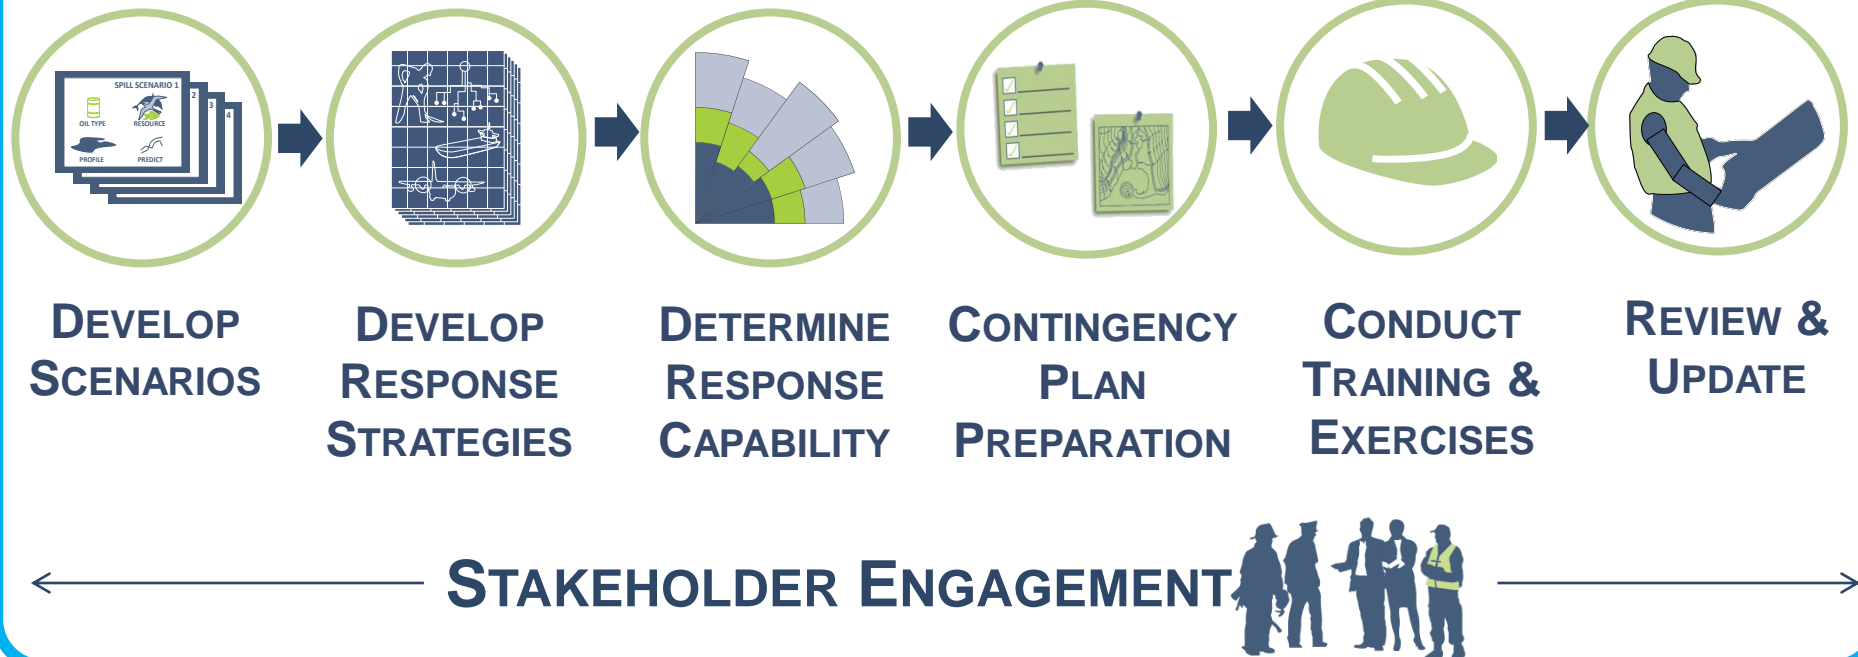 SPILL SCENARIO 1
2
3
4
OIL TYPE
RESOURCE
PROFILE
PREDICT
DEVELOP
SCENARIOS
DEVELOP
RESPONSE
STRATEGIES
DETERMINE
RESPONSE
CAPABILITY
CONTINGENCY
PLAN
PREPARATION
CONDUCT
TRAINING &
EXERCISES
REVIEW &
UPDATE
STAKEHOLDER ENGAGEMENT